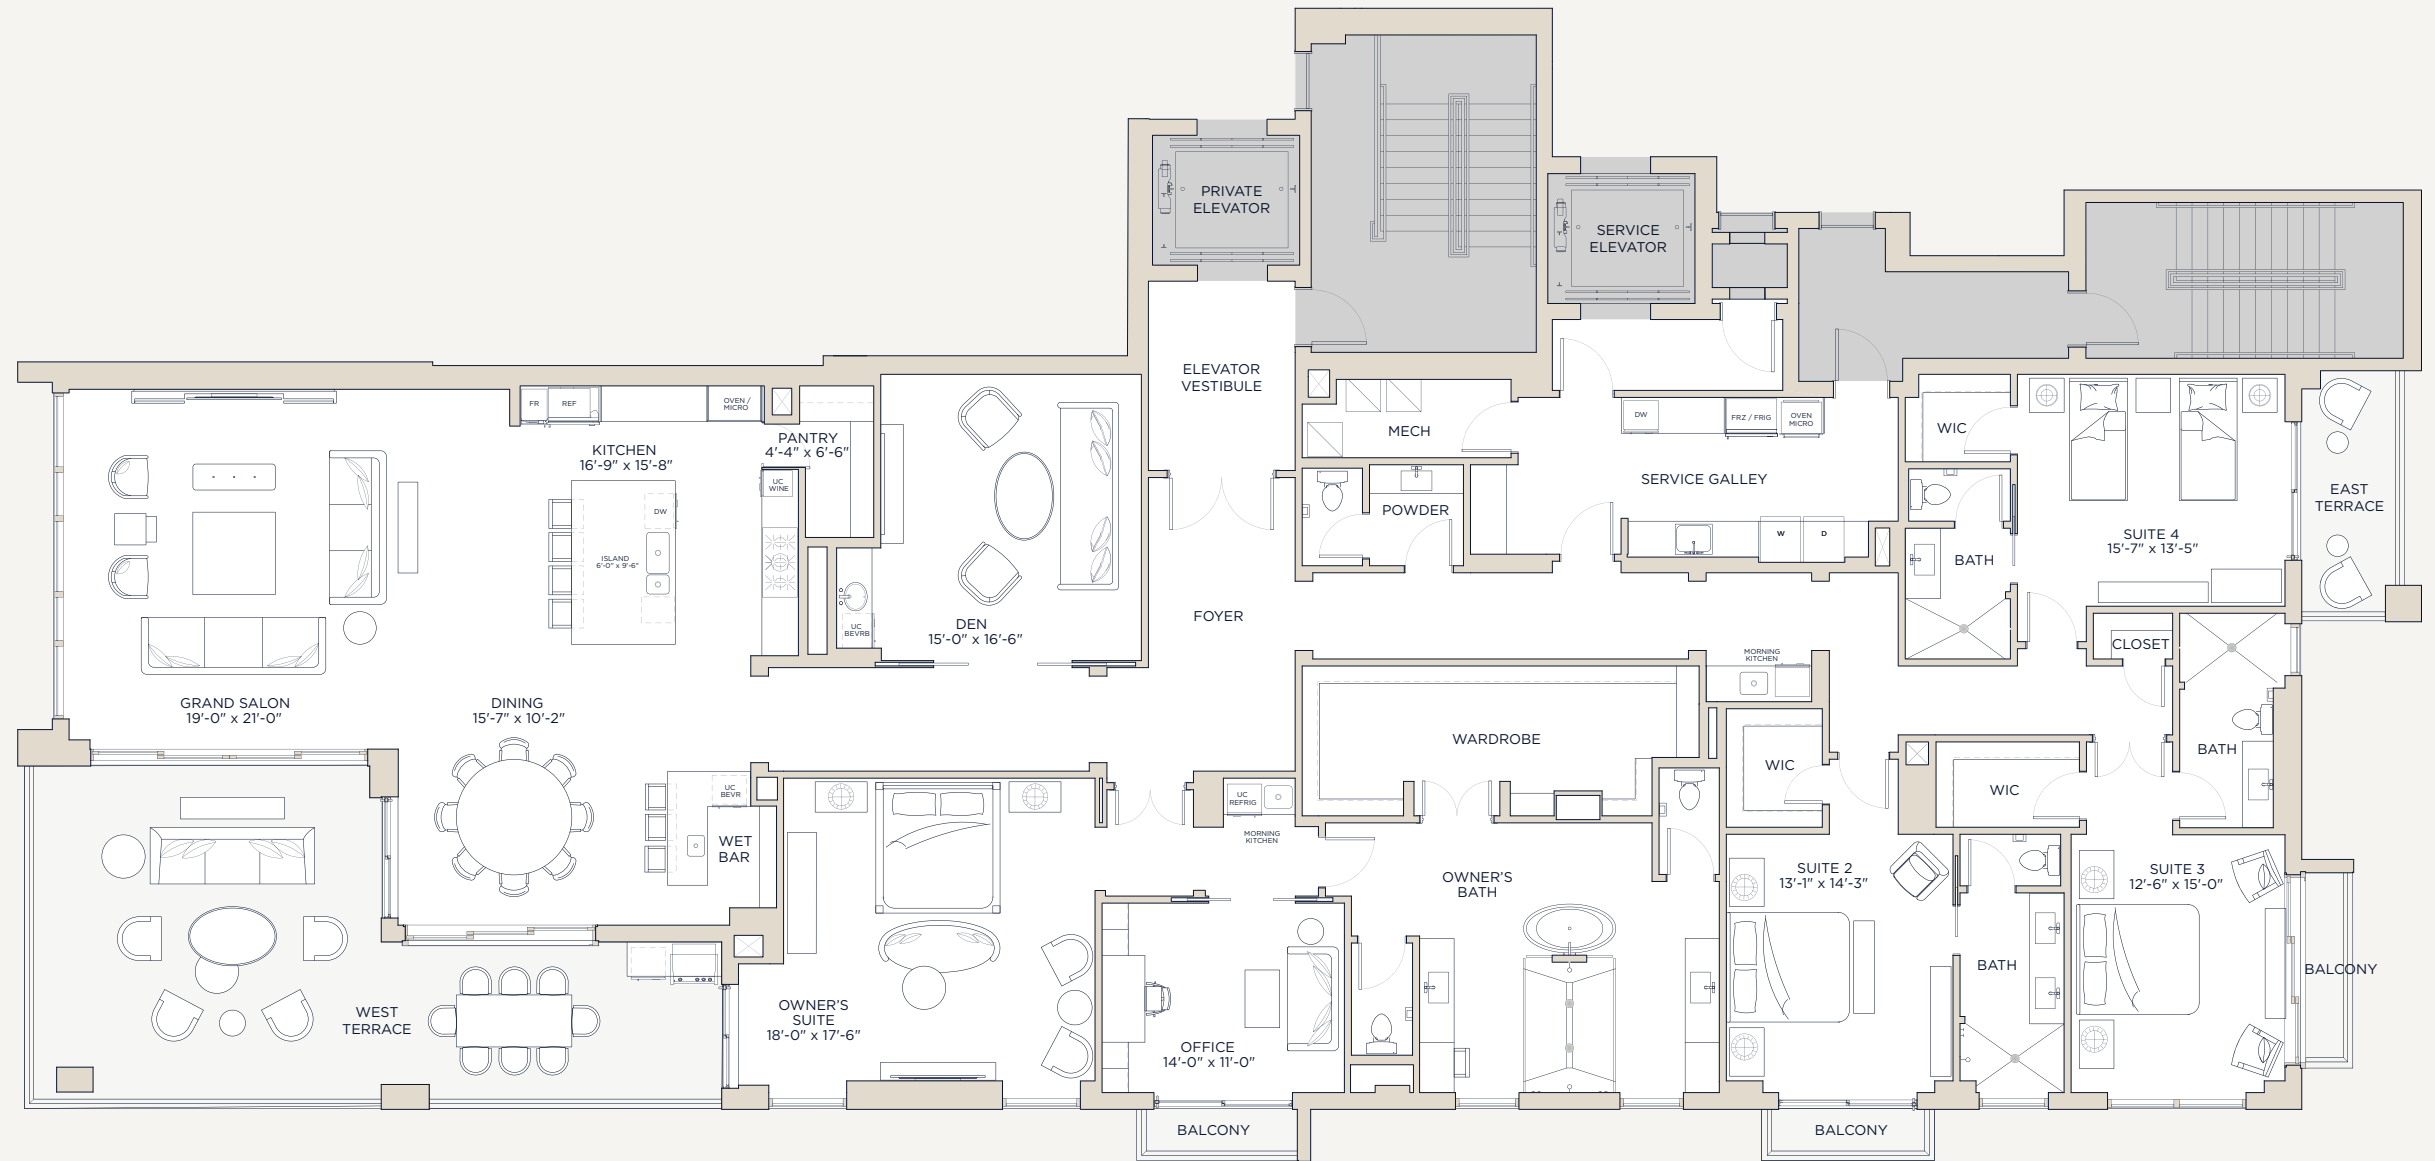 PRIVATE
ELEVATOR
SERVICE
ELEVATOR
ELEVATOR
VESTIBULE
FR
REF
OVEN /
MICRO
KITCHEN
16'-9" x 15'-8"
PANTRY
4'-4" x 6'-6"
UC
WINE
DW
ISLAND
6'-0" x 9'-6"
UC
BEVRB
DEN
15'-0" x 16'-6"
FOYER
MECH
POWDER
DW
FRZ / FRIG
OVEN
MICRO
SERVICE GALLEY
W
D
WIC
BATH
SUITE 4
15'-7" x 13'-5"
EAST
TERRACE
CLOSET
BATH
MORNING
KITCHEN
GRAND SALON
19'-0" x 21'-0"
DINING
15'-7" x 10'-2"
UC
BEVR
WET
BAR
WARDROBE
WIC
WIC
UC
REFRIG
MORNING
KITCHEN
OWNER'S
BATH
SUITE 2
13'-1" x 14'-3"
SUITE 3
12'-6" x 15'-0"
BATH
BALCONY
WEST
TERRACE
OWNER'S
SUITE
18'-0" x 17'-6"
OFFICE
14'-0" x 11'-0"
BALCONY
BALCONY